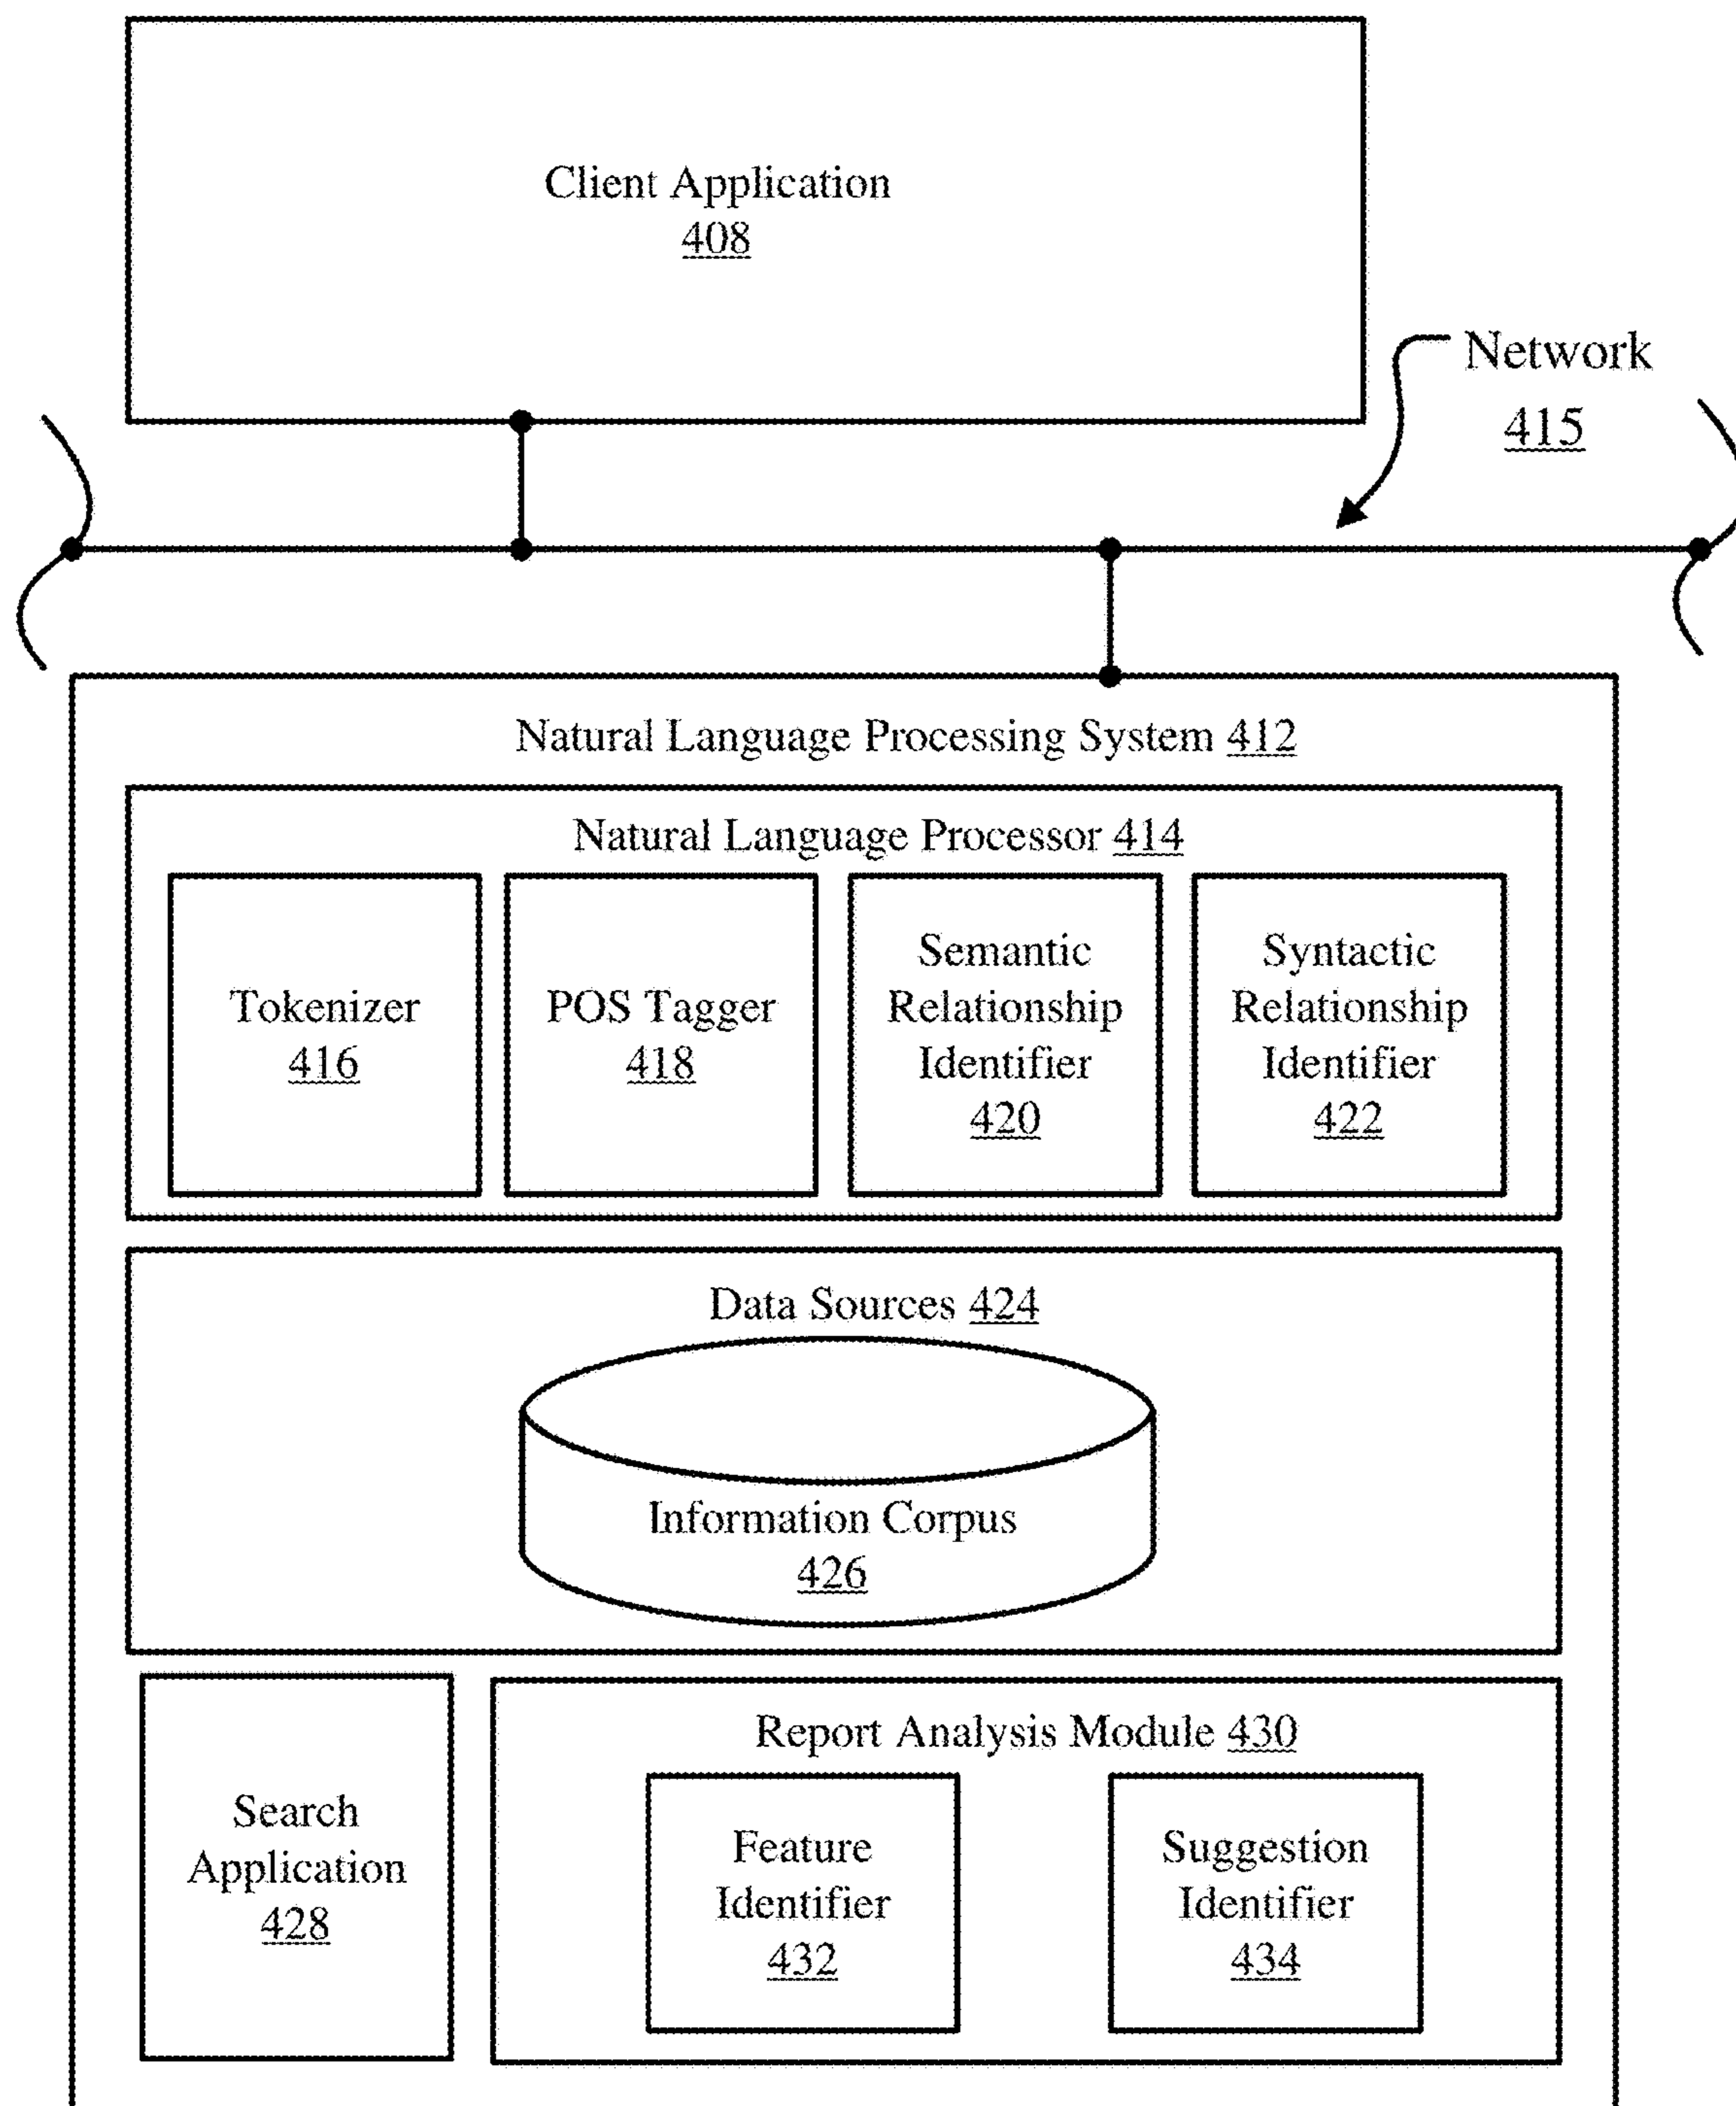 Client Application
408
Network
415
Natural Language Processing System 412
Natural Language Processor 414
Tokenizer
416
POS Tagger
418
Semantic
Relationship
Identifier
420
Syntactic
Relationship
Identifier
422
Data Sources 424
Information Corpus
426
Search
Application
428
Report Analysis Module 430
Feature
Identifier
432
Suggestion
Identifier
434